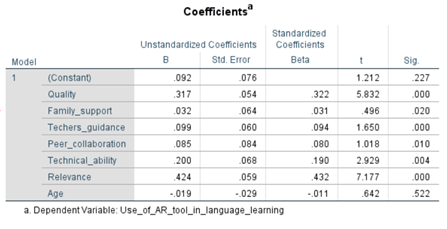 Coefficientsa
Unstandardized Coefficients Standardized Coefficients
Model B Std. Error Beta t Sig.
1 (Constant) .092 .076 1.212 .227
Quality .317 .054 .322 5.832 .000
Family_support .032 .064 .031 .496 .020
Techers_guidance .099 .060 .094 1.650 .000
Peer_collaboration .085 .084 .080 1.018 .010
Technical_ability .200 .068 .190 2.929 .004
Relevance .424 .059 .432 7.177 .000
Age -.019 -.029 -.011 .642 .522
a. Dependent Variable: Use_of_AR_tool_in_language_learning